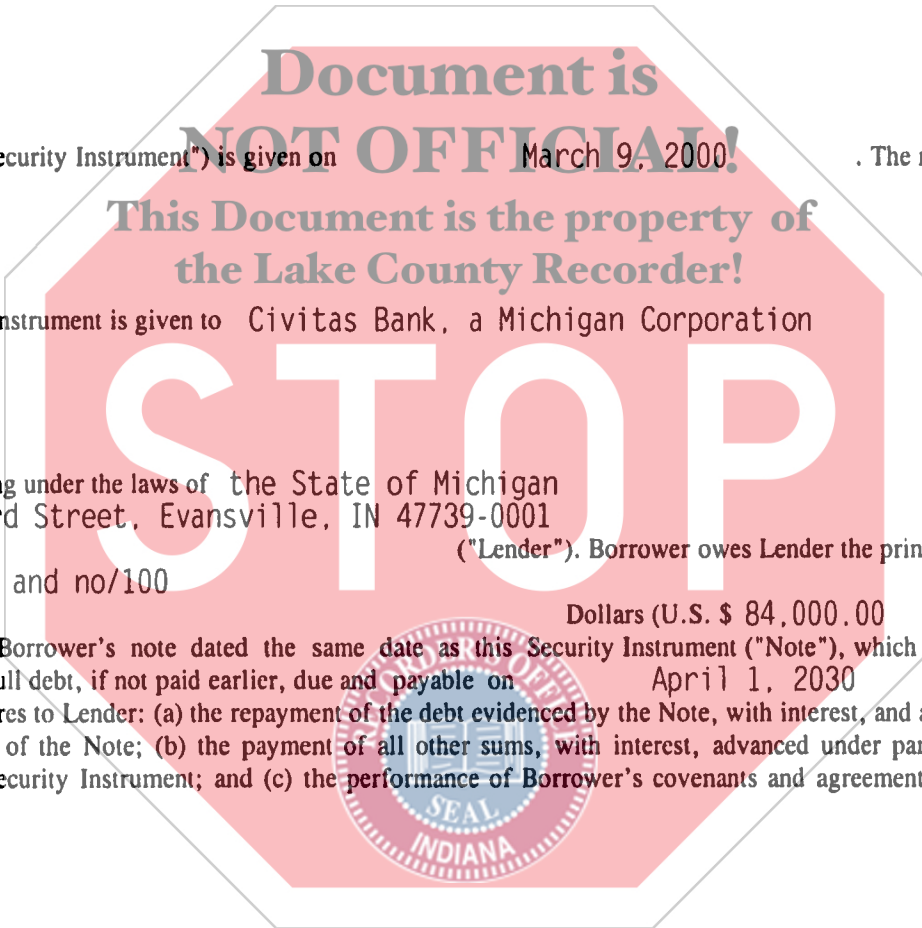 Document is
NOT OFFICIAL!
ecurity Instrument") is given on March 9, 2000 . The
This Document is the property of
the Lake County Recorder!
nstrument is given to Civitas Bank, a Michigan Corporation
STOP
g under the laws of the State of Michigan
d Street, Evansville, IN 47739-0001
("Lender"). Borrower owes Lender the prin
and no/100
Dollars (U.S. $ 84,000.00
Borrower's note dated the same date as this Security Instrument ("Note"), which
ull debt, if not paid earlier, due and payable on April 1, 2030
res to Lender: (a) the repayment of the debt evidenced by the Note, with interest, and a
of the Note; (b) the payment of all other sums, with interest, advanced under par
ecurity Instrument; and (c) the performance of Borrower's covenants and agreement
RECORDER'S OFFICE
SEAL
INDIANA